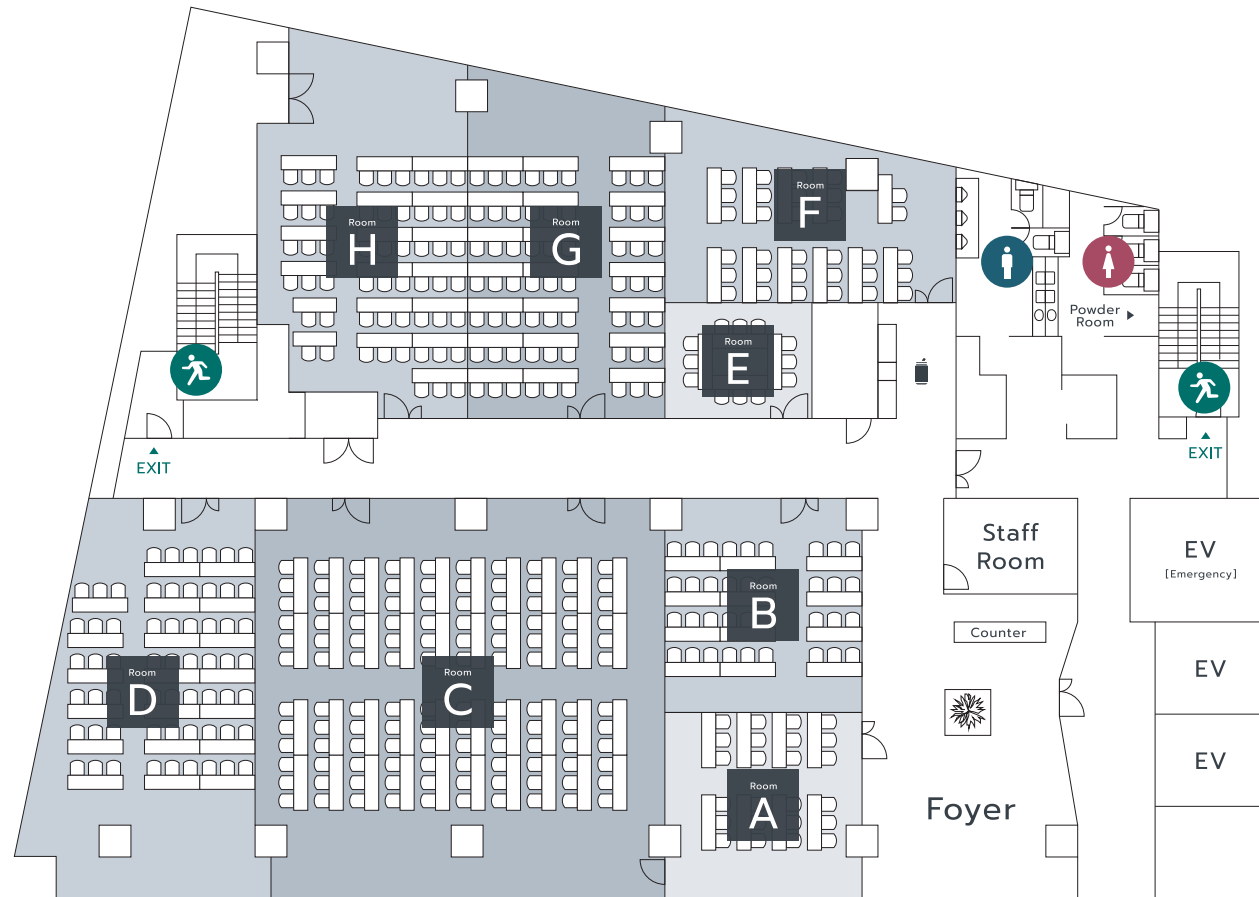 Room
H
Room
G
Room
F
Room
E
Powder
Room ▶
▲
EXIT
▲
EXIT
Staff
Room
EV
[Emergency]
Room
B
Counter
EV
Room
D
Room
C
EV
Room
A
Foyer